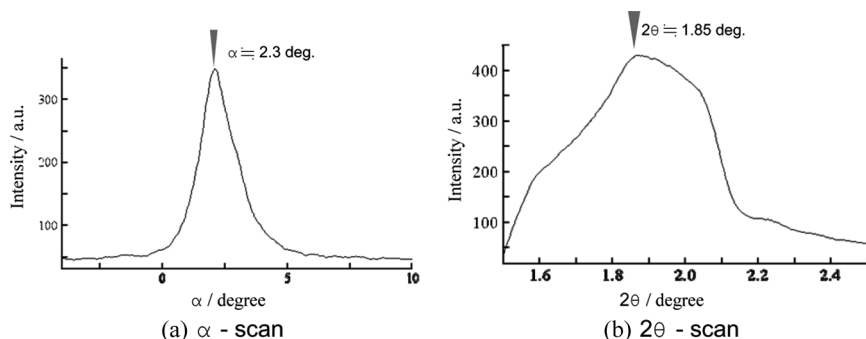 α ≒ 2.3 deg.
Intensity / a.u.
300
200
100
0
5
10
α / degree
(a) α - scan
2θ ≒ 1.85 deg.
Intensity / a.u.
400
300
200
100
1.6
1.8
2.0
2.2
2.4
2θ / degree
(b) 2θ - scan